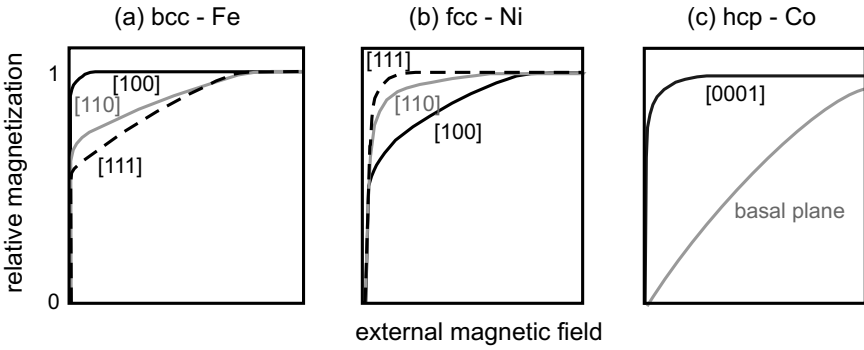 (a) bcc - Fe
(b) fcc - Ni
(c) hcp - Co
relative magnetization
1
0
[100]
[110]
[111]
[111]
[110]
[100]
[0001]
basal plane
external magnetic field